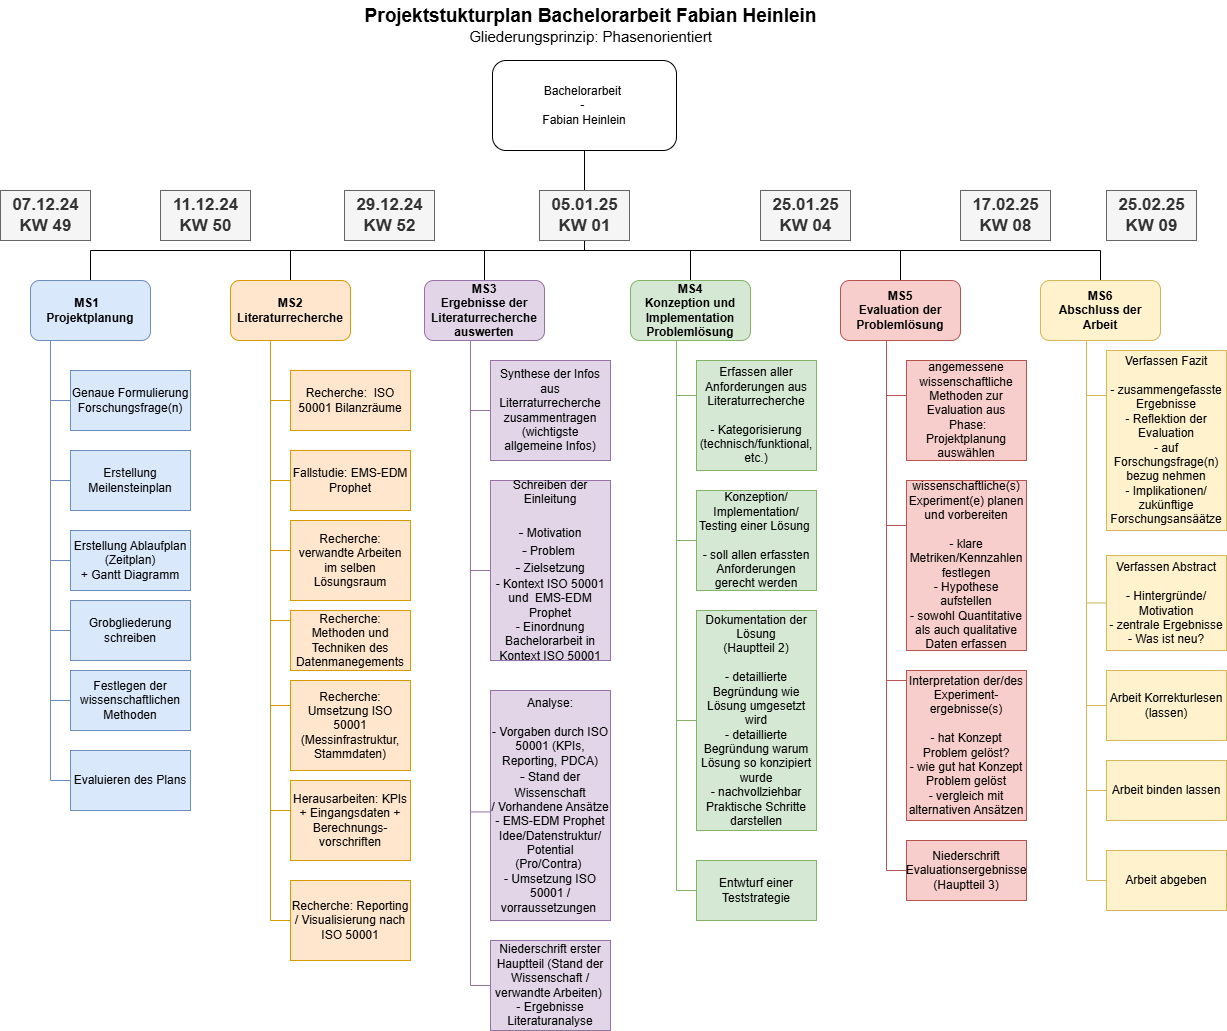 Projektstukturplan Bachelorarbeit Fabian Heinlein
Gliederungsprinzip: Phasenorientiert
Bachelorarbeit
-
Fabian Heinlein
07.12.24
KW 49
11.12.24
KW 50
29.12.24
KW 52
05.01.25
KW 01
25.01.25
KW 04
17.02.25
KW 08
25.02.25
KW 09
MS1
Projektplanung
Genaue Formulierung
Forschungsfrage(n)
Erstellung
Meilensteinplan
Erstellung Ablaufplan
(Zeitplan)
+ Gantt Diagramm
Grobgliederung
schreiben
Festlegen der
wissenschaftlichen
Methoden
Evaluieren des Plans
MS2
Literaturrecherche
Recherche: ISO
50001 Bilanzräume
Fallstudie: EMS-EDM
Prophet
Recherche:
verwandte Arbeiten
im selben
Lösungsraum
Recherche:
Methoden und
Techniken des
Datenmanegements
Recherche:
Umsetzung ISO
50001
(Messinfrastruktur,
Stammdaten)
Herausarbeiten: KPIs
+ Eingangsdaten +
Berechnungs-
vorschriften
Recherche: Reporting
/ Visualisierung nach
ISO 50001
MS3
Ergebnisse der
Literaturrecherche
auswerten
Synthese der Infos
aus
Literraturrecherche
zusammentragen
(wichtigste
allgemeine Infos)
Schreiben der
Einleitung
- Motivation
- Problem
- Zielsetzung
- Kontext ISO 50001
und EMS-EDM
Prophet
- Einordnung
Bachelorarbeit in
Kontext ISO 50001
Analyse:
- Vorgaben durch ISO
50001 (KPIs,
Reporting, PDCA)
- Stand der
Wissenschaft
/ Vorhandene Ansätze
- EMS-EDM Prophet
Idee/Datenstruktur/
Potential
(Pro/Contra)
- Umsetzung ISO
50001 /
vorraussetzungen
Niederschrift erster
Hauptteil (Stand der
Wissenschaft /
verwandte Arbeiten)
- Ergebnisse
Literaturanalyse
MS4
Konzeption und
Implementation
Problemlösung
Erfassen aller
Anforderungen aus
Literaturrecherche
- Kategorisierung
(technisch/funktional,
etc.)
Konzeption/
Implementation/
Testing einer Lösung
- soll allen erfassten
Anforderungen
gerecht werden
Dokumentation der
Lösung
(Hauptteil 2)
- detaillierte
Begründung wie
Lösung umgesetzt
wird
- detaillierte
Begründung warum
Lösung so konzipiert
wurde
- nachvollziehbar
Praktische Schritte
darstellen
Entwturf einer
Teststrategie
MS5
Evaluation der
Problemlösung
angemessene
wissenschaftliche
Methoden zur
Evaluation aus
Phase:
Projektplanung
auswählen
wissenschaftliche(s)
Experiment(e) planen
und vorbereiten
- klare
Metriken/Kennzahlen
festlegen
- Hypothese
aufstellen
- sowohl Quantitative
als auch qualitative
Daten erfassen
Interpretation der/des
Experiment-
ergebnisse(s)
- hat Konzept
Problem gelöst?
- wie gut hat Konzept
Problem gelöst
- vergleich mit
alternativen Ansätzen
Niederschrift
Evaluationsergebnisse
(Hauptteil 3)
MS6
Abschluss der
Arbeit
Verfassen Fazit
- zusammengefasste
Ergebnisse
- Reflektion der
Evaluation
- auf
Forschungsfrage(n)
bezug nehmen
- Implikationen/
zukünftige
Forschungsansäätze
Verfassen Abstract
- Hintergründe/
Motivation
- zentrale Ergebnisse
- Was ist neu?
Arbeit Korrekturlesen
(lassen)
Arbeit binden lassen
Arbeit abgeben